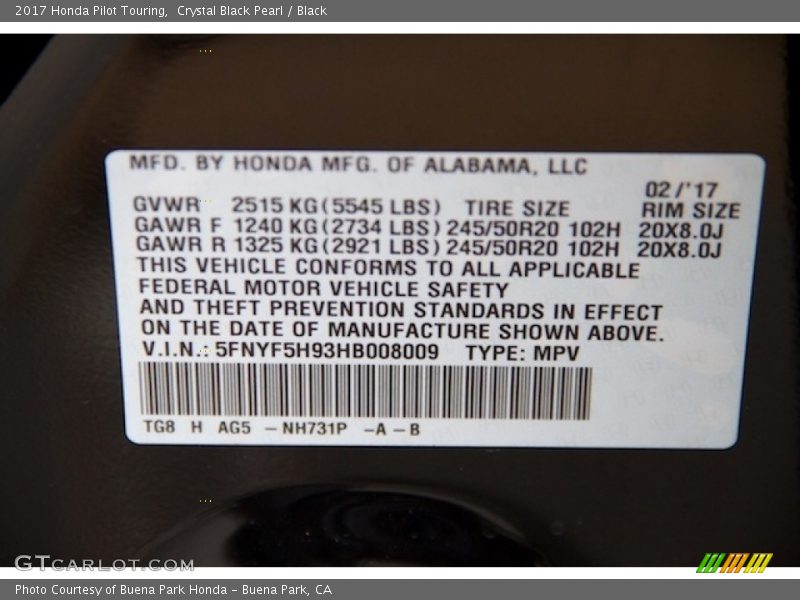 2017 Honda Pilot Touring, Crystal Black Pearl / Black
MFD. BY HONDA MFG. OF ALABAMA, LLC
02/'17
GVWR 2515 KG(5545 LBS) TIRE SIZE RIM SIZE
GAWR F 1240 KG(2734 LBS) 245/50R20 102H 20X8.0J
GAWR R 1325 KG(2921 LBS) 245/50R20 102H 20X8.0J
THIS VEHICLE CONFORMS TO ALL APPLICABLE
FEDERAL MOTOR VEHICLE SAFETY
AND THEFT PREVENTION STANDARDS IN EFFECT
ON THE DATE OF MANUFACTURE SHOWN ABOVE.
V.I.N.: 5FNYF5H93HB008009 TYPE: MPV
TG8 H AG5 - NH731P -A - B
GTcarlot.com
Photo Courtesy of Buena Park Honda - Buena Park, CA